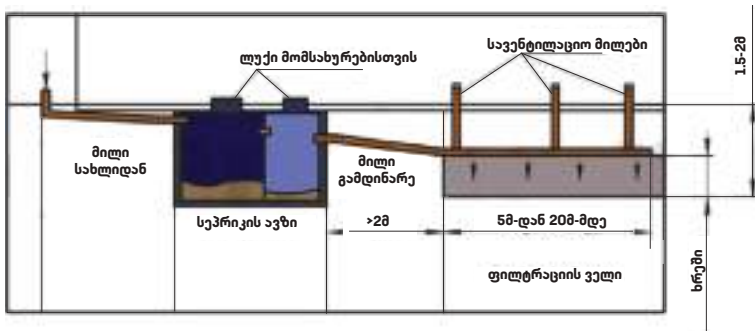 ლუქი მომსახურებისთვის
სავენტილაციო მილები
1.5-2მ
მილი
სახლიდან
მილი
გამდინარე
სეპრიკის ავზი
>2მ
5მ-დან 20მ-მდე
ხრეში
ფილტრაციის ველი